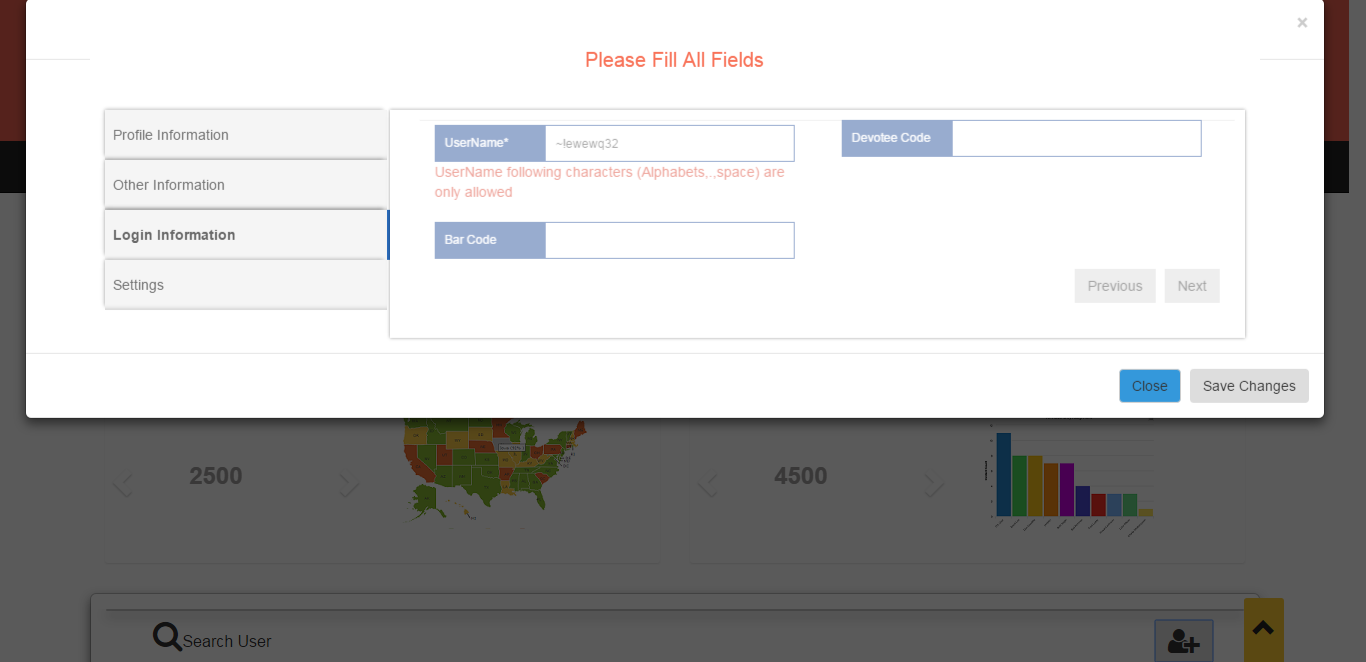 ×
Please Fill All Fields
Profile Information
Other Information
Login Information
Settings
UserName* ~!ewewq32
UserName following characters (Alphabets,.,space) are
only allowed
Devotee Code
Bar Code
Previous Next
Close Save Changes
2500
4500
Search User